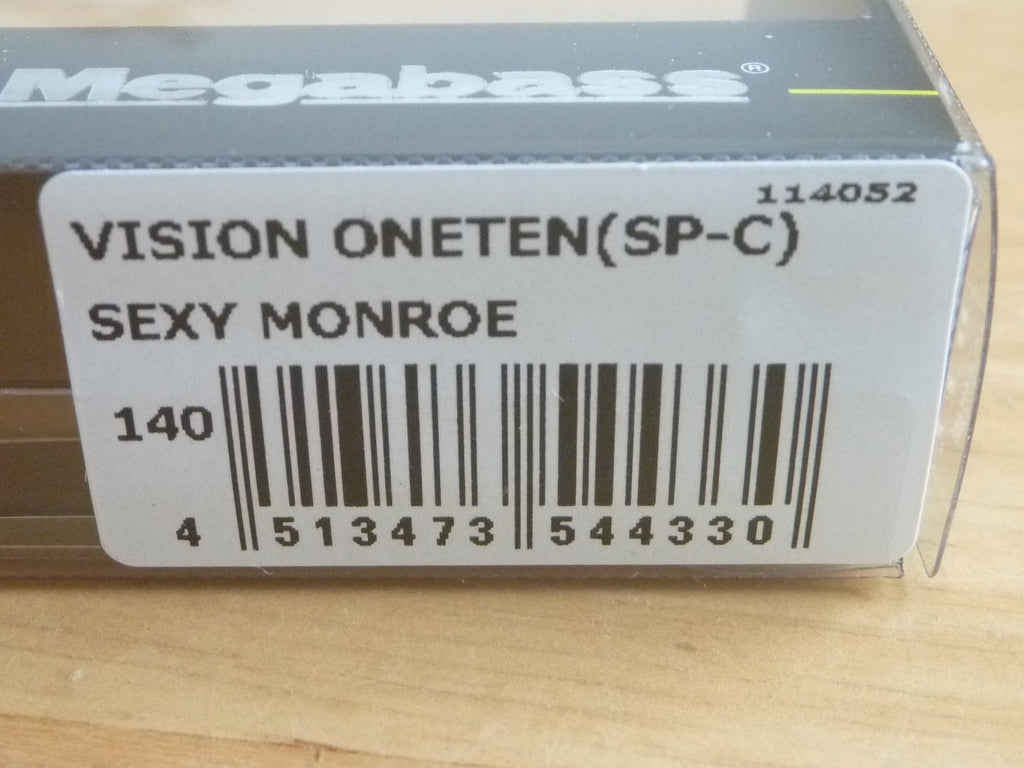 Megabass®
114052
VISION ONETEN(SP-C)
SEXY MONROE
140
4 513473 544330